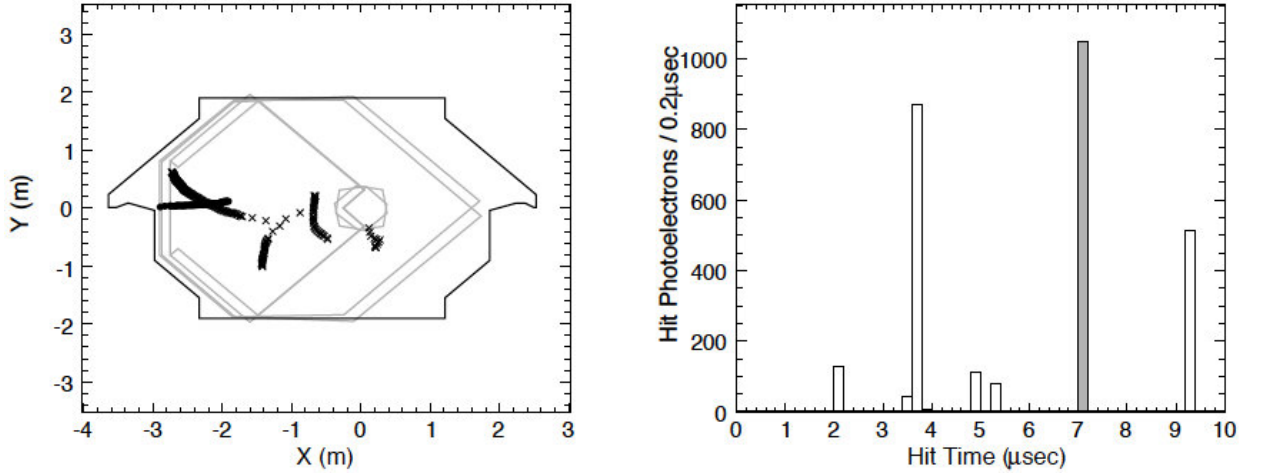 3
2
1
0
-1
-2
-3
Y (m)
-4 -3 -2 -1 0 1 2 3
X (m)
1000
800
600
400
200
0
Hit Photoelectrons / 0.2μsec
0 1 2 3 4 5 6 7 8 9 10
Hit Time (μsec)